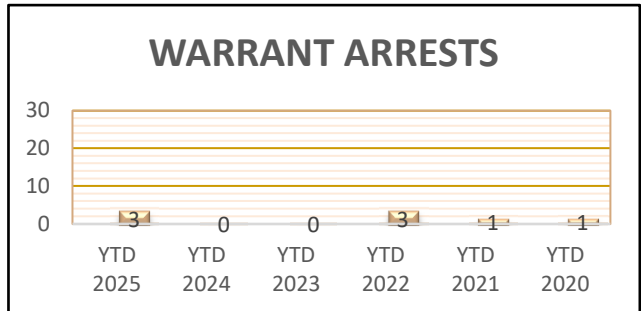 WARRANT ARRESTS
30
20
10
0
3 0 0 3 1 1
YTD YTD YTD YTD YTD YTD
2025 2024 2023 2022 2021 2020